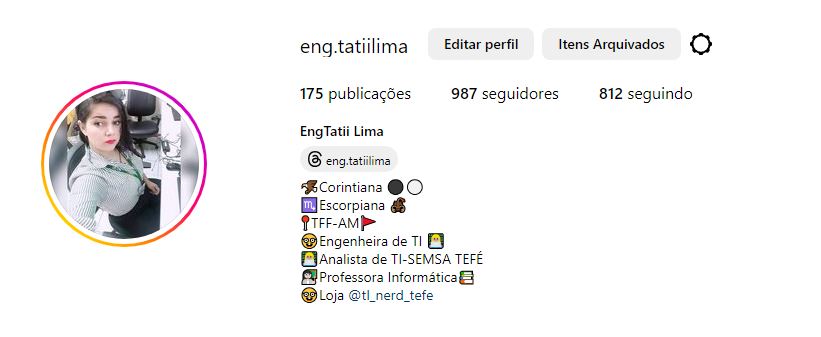 eng.tatiilima Editar perfil Itens Arquivados
175 publicações 987 seguidores 812 seguindo
EngTatii Lima
eng.tatiilima
Corintiana
Escorpiana
TFF-AM
Engenheira de TI
Analista de TI-SEMSA TEFÉ
Professora Informática
Loja @tl_nerd_tefe